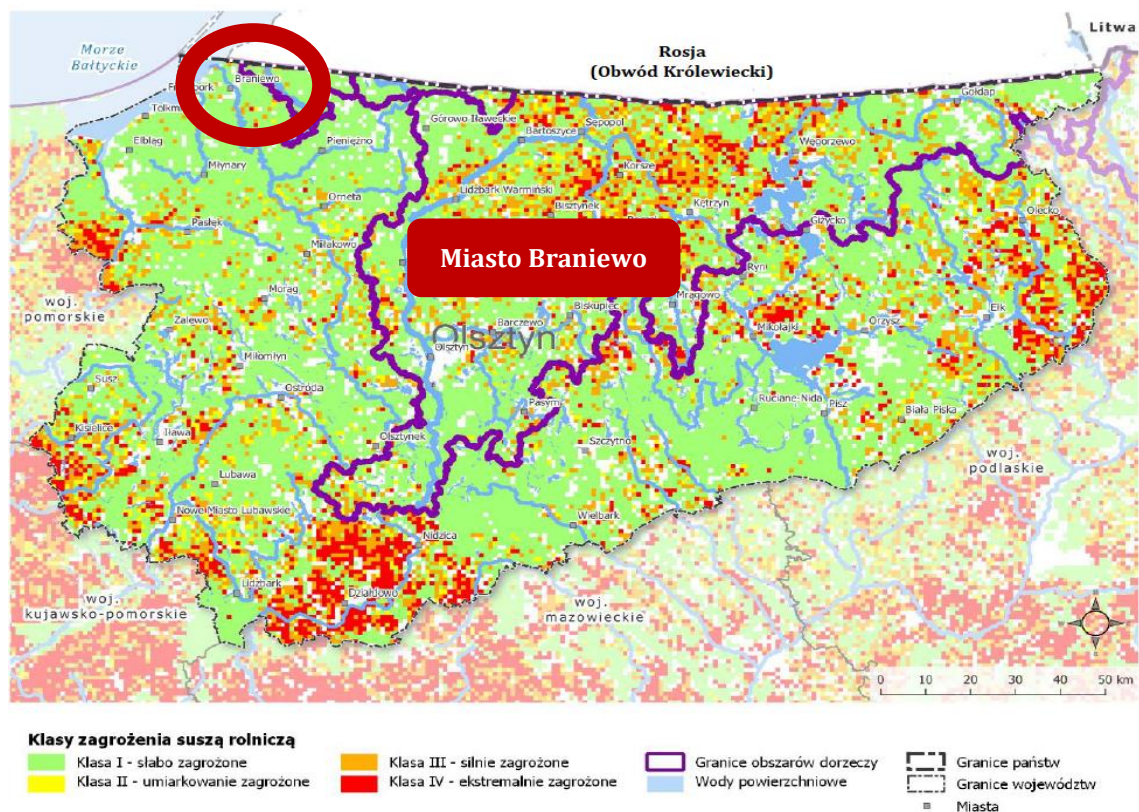 Morze
Bałtyckie
Litwa
Rosja
(Obwód Królewiecki)
Braniewo
Gołdap
Tolkm
Górowo Iławeckie
Sępopol
Bartoszyce
Elbląg
Pieniężno
Węgorzewo
Młynary
Korsze
Lidzbark Warmiński
Orneta
Bisztynek
Kętrzyn
Olecko
Pasłęk
Giżycko
Miłakowo
Miasto Braniewo
Ryn
woj.
pomorskie
Morąg
Mrągowo
Biskupiec
Ełk
Zalewo
Barczewo
Mikołajki
Orzysz
Olsztyn
Olsztyn
Miłomłyn
Susz
Ostróda
Ruciane-Nida
Pisz
Pasym
Biała Piska
Kisielice
Iława
Olsztynek
Szczytno
woj.
podlaskie
Lubawa
Nowe Miasto Lubawskie
Wielbark
Nidzica
Lidzbark
Działdowo
woj.
kujawsko-pomorskie
woj.
mazowieckie
0 10 20 30 40 50 km
Klasy zagrożenia suszą rolniczą
Klasa I - słabo zagrożone
Klasa II - umiarkowanie zagrożone
Klasa III - silnie zagrożone
Klasa IV - ekstremalnie zagrożone
Granice obszarów dorzeczy
Wody powierzchniowe
Granice państw
Granice województw
Miasta